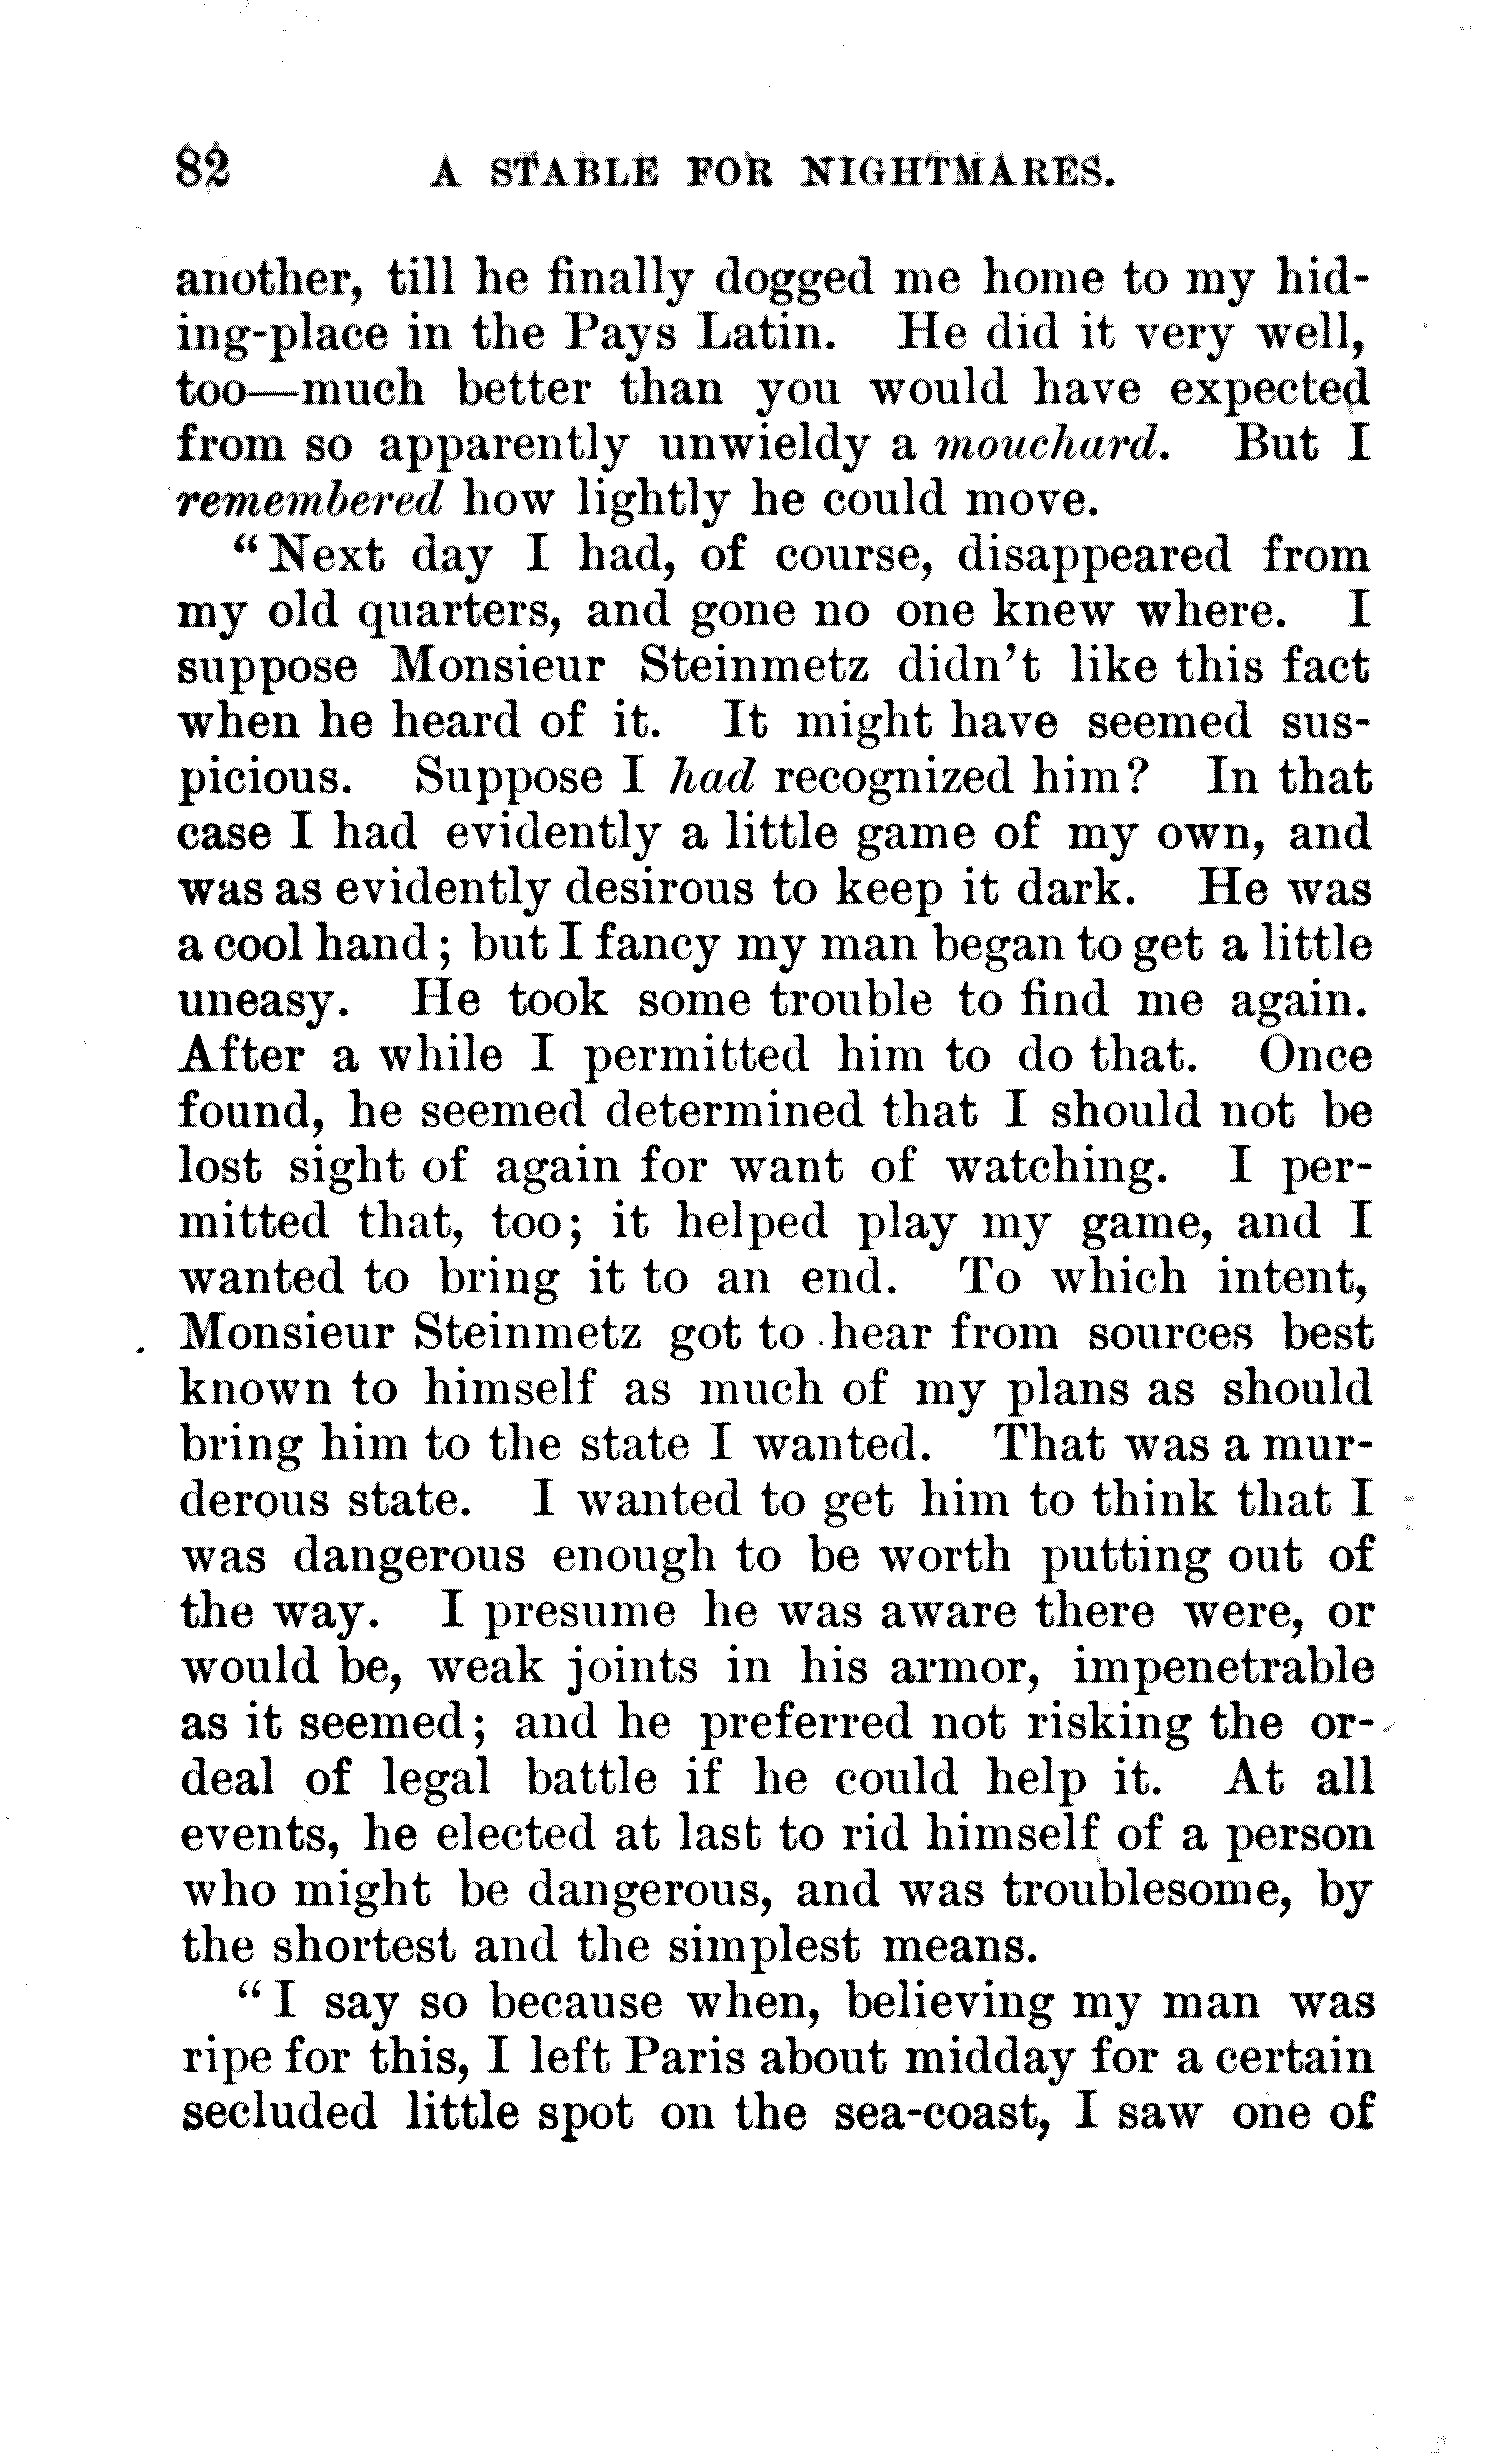 82 A STABLE FOR NIGHTMARES.
another, till he finally dogged me home to my hid-
ing-place in the Pays Latin. He did it very well,
too—much better than you would have expected
from so apparently unwieldy a mouchard. But I
remembered how lightly he could move.
"Next day I had, of course, disappeared from
my old quarters, and gone no one knew where. I
suppose Monsieur Steinmetz didn't like this fact
when he heard of it. It might have seemed sus-
picious. Suppose I had recognized him? In that
case I had evidently a little game of my own, and
was as evidently desirous to keep it dark. He was
a cool hand; but I fancy my man began to get a little
uneasy. He took some trouble to find me again.
After a while I permitted him to do that. Once
found, he seemed determined that I should not be
lost sight of again for want of watching. I per-
mitted that, too; it helped play my game, and I
wanted to bring it to an end. To which intent,
Monsieur Steinmetz got to hear from sources best
known to himself as much of my plans as should
bring him to the state I wanted. That was a mur-
derous state. I wanted to get him to think that I
was dangerous enough to be worth putting out of
the way. I presume he was aware there were, or
would be, weak joints in his armor, impenetrable
as it seemed; and he preferred not risking the or-
deal of legal battle if he could help it. At all
events, he elected at last to rid himself of a person
who might be dangerous, and was troublesome, by
the shortest and the simplest means.
"I say so because when, believing my man was
ripe for this, I left Paris about midday for a certain
secluded little spot on the sea-coast, I saw one of